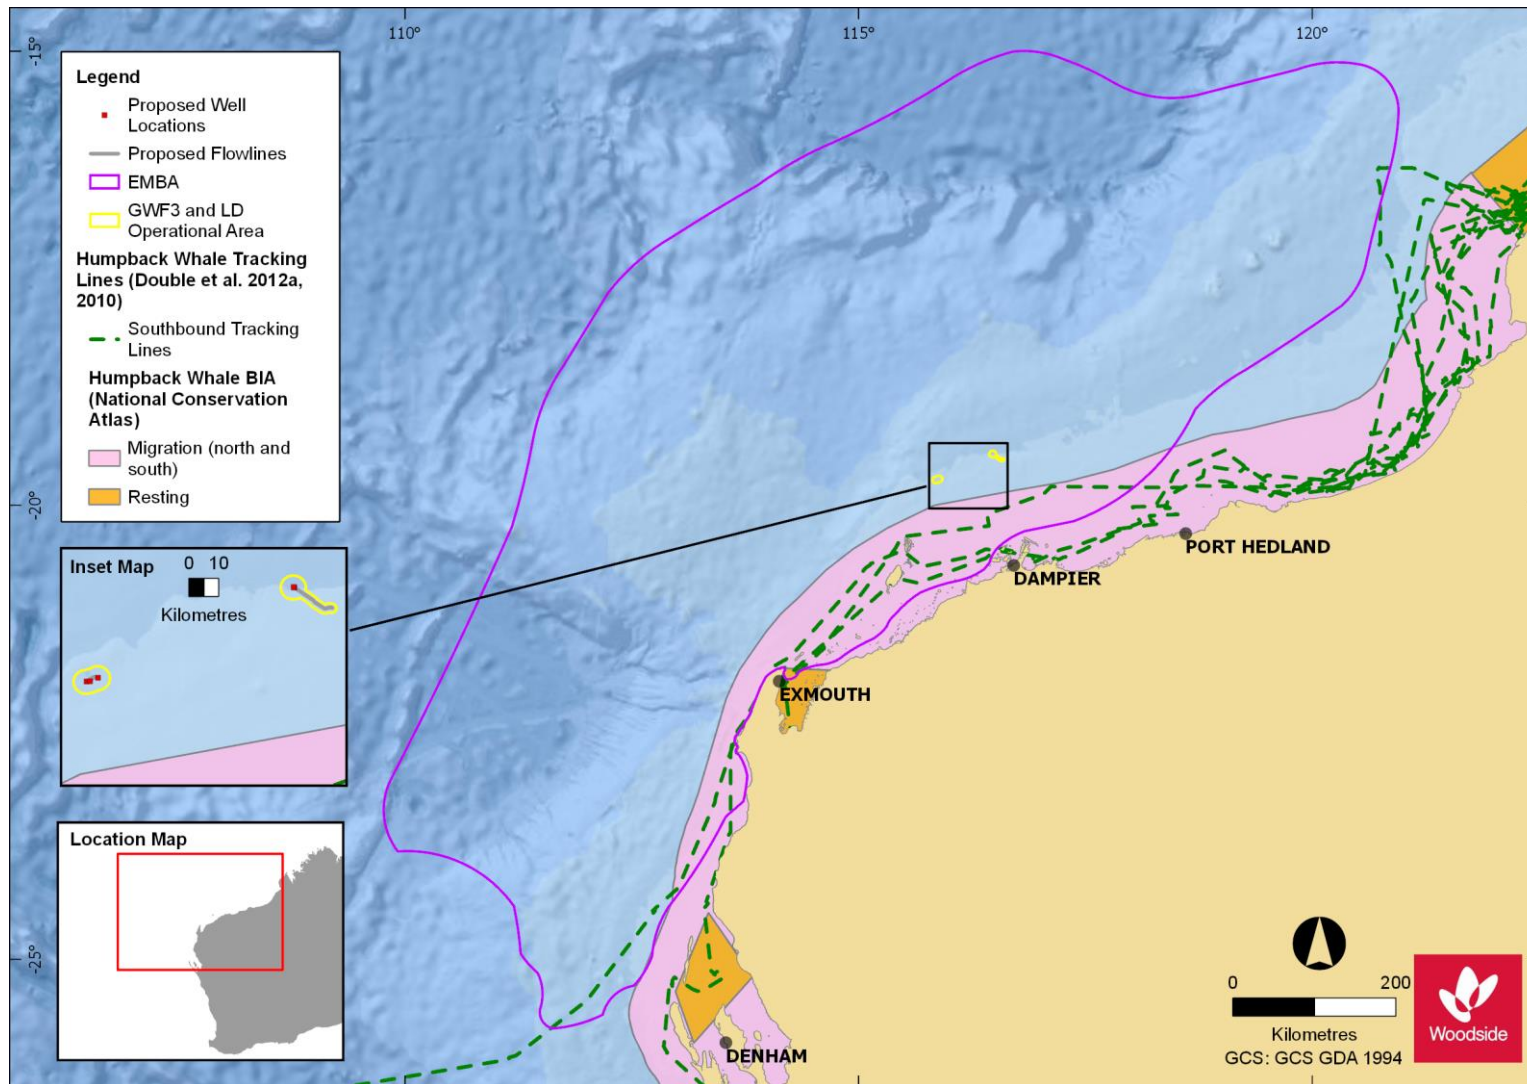 110°
115°
120°
-15°
-20°
-25°
Legend
Proposed Well
Locations
Proposed Flowlines
EMBA
GWF3 and LD
Operational Area
Humpback Whale Tracking
Lines (Double et al. 2012a,
2010)
Southbound Tracking
Lines
Humpback Whale BIA
(National Conservation
Atlas)
Migration (north and
south)
Resting
Inset Map
0 10
Kilometres
Location Map
PORT HEDLAND
DAMPIER
EXMOUTH
DENHAM
0 200
Kilometres
GCS: GCS GDA 1994
Woodside